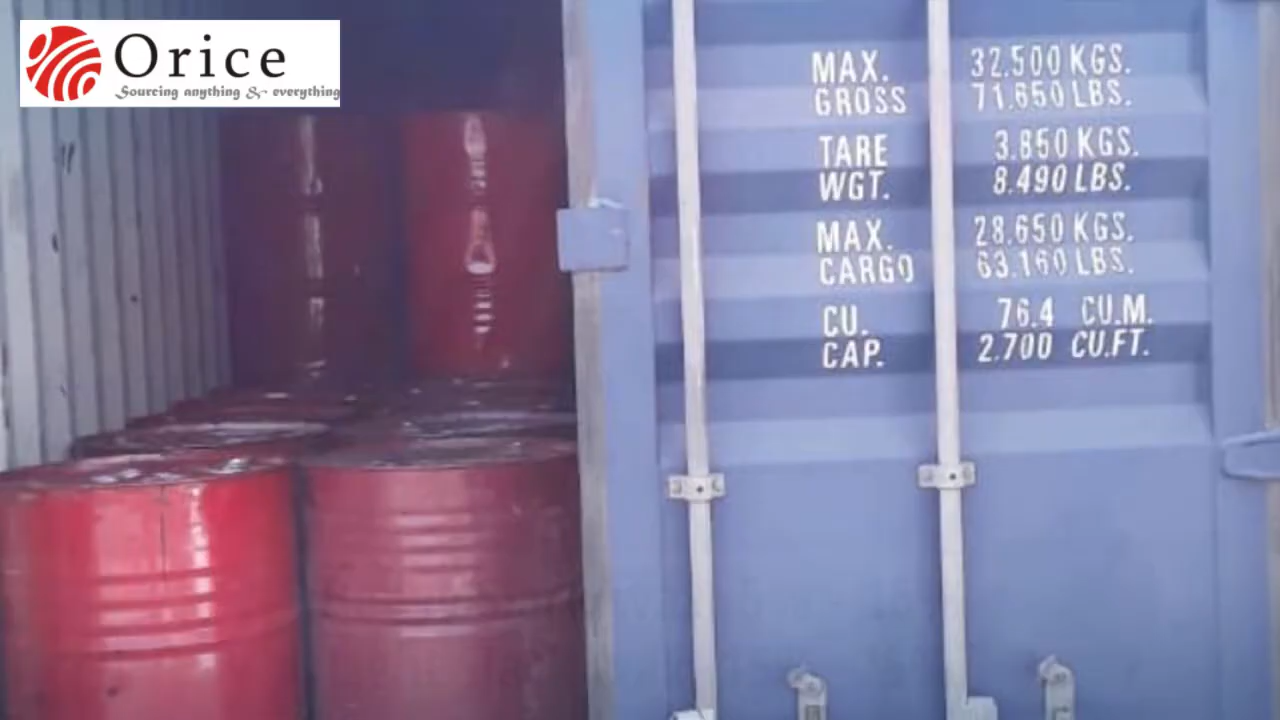 Orice
Sourcing anything & everything
MAX. 32.500 KGS.
GROSS 71.650 LBS.
TARE 3.850 KGS.
WGT. 8.490 LBS.
MAX. 28.650 KGS.
CARGO 63.160 LBS.
CU. 76.4 CU.M.
CAP. 2.700 CU.FT.